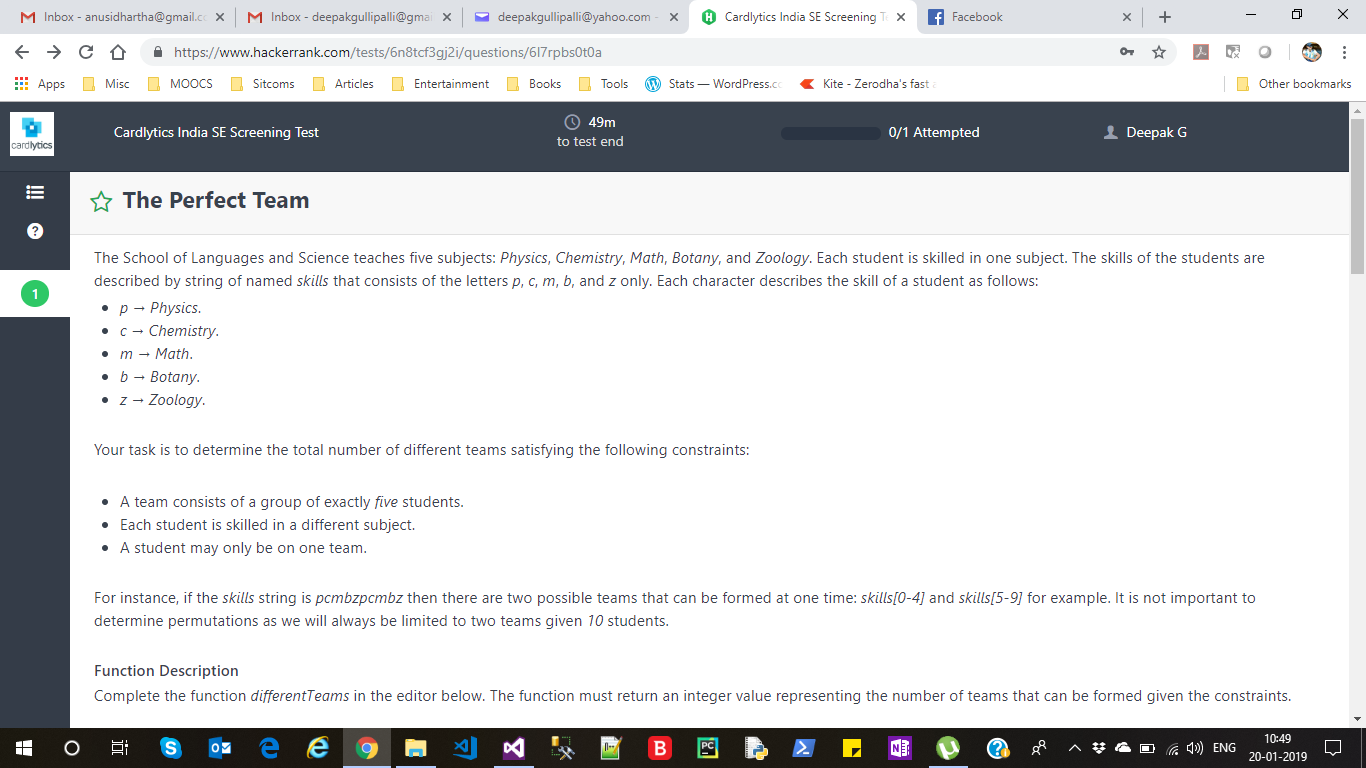 Inbox - anusidhartha@gmail.cc
Inbox - deepakgullipalli@gmai
deepakgullipalli@yahoo.com -
Cardlytics India SE Screening Te
Facebook
https://www.hackerrank.com/tests/6n8tcf3gj2i/questions/6l7rpbs0t0a
Apps Misc MOOCS Sitcoms Articles Entertainment Books Tools Stats — WordPress.cc Kite - Zerodha's fast a Other bookmarks
cardlytics
Cardlytics India SE Screening Test
49m
to test end
0/1 Attempted
Deepak G
?
1
The Perfect Team
The School of Languages and Science teaches five subjects: Physics, Chemistry, Math, Botany, and Zoology. Each student is skilled in one subject. The skills of the students are
described by string of named skills that consists of the letters p, c, m, b, and z only. Each character describes the skill of a student as follows:
• p → Physics.
• c → Chemistry.
• m → Math.
• b → Botany.
• z → Zoology.
Your task is to determine the total number of different teams satisfying the following constraints:
• A team consists of a group of exactly five students.
• Each student is skilled in a different subject.
• A student may only be on one team.
For instance, if the skills string is pcmbzpcmbz then there are two possible teams that can be formed at one time: skills[0-4] and skills[5-9] for example. It is not important to
determine permutations as we will always be limited to two teams given 10 students.
Function Description
Complete the function differentTeams in the editor below. The function must return an integer value representing the number of teams that can be formed given the constraints.
ENG
10:49
20-01-2019